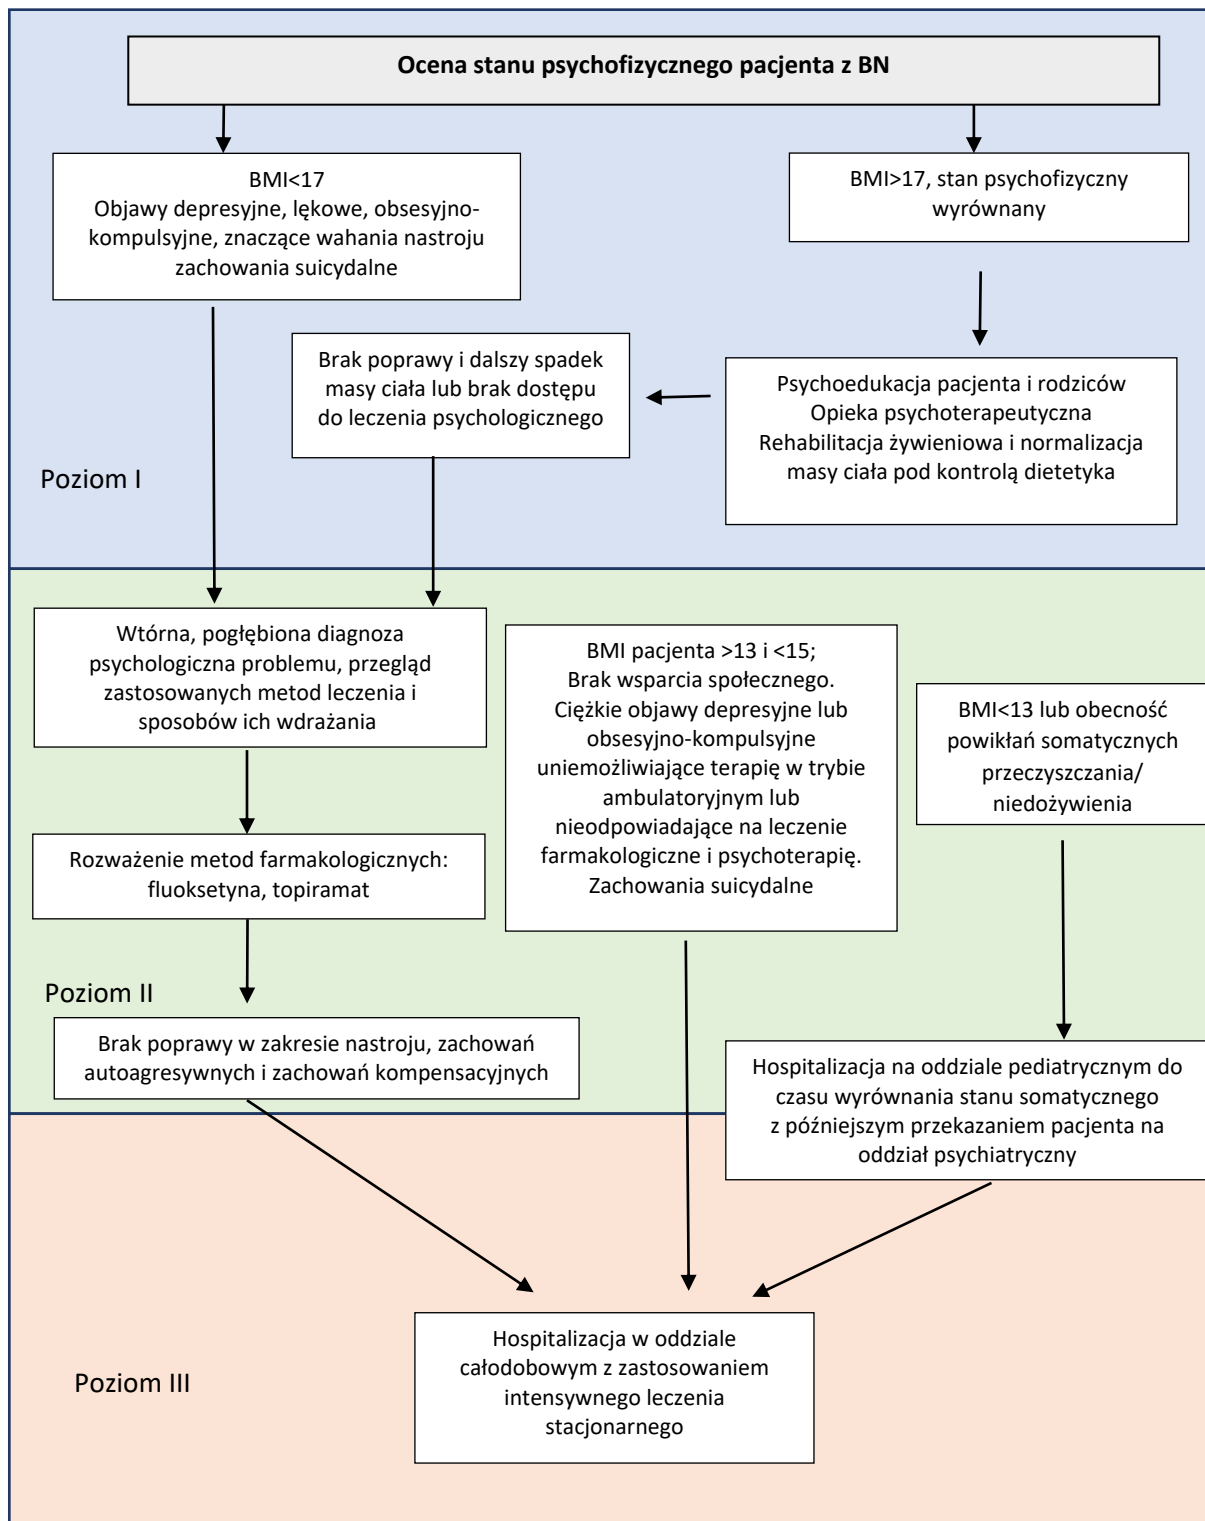 Ocena stanu psychofizycznego pacjenta z BN
BMI<17
Objawy depresyjne, lękowe, obsesyjno-
kompulsyjne, znaczące wahania nastroju
zachowania suicydalne
BMI>17, stan psychofizyczny
wyrównany
Brak poprawy i dalszy spadek
masy ciała lub brak dostępu
do leczenia psychologicznego
Psychoedukacja pacjenta i rodziców
Opieka psychoterapeutyczna
Rehabilitacja żywieniowa i normalizacja
masy ciała pod kontrolą dietetyka
Poziom I
Wtórna, pogłębiona diagnoza
psychologiczna problemu, przegląd
zastosowanych metod leczenia i
sposobów ich wdrażania
BMI pacjenta >13 i <15;
Brak wsparcia społecznego.
Ciężkie objawy depresyjne lub
obsesyjno-kompulsyjne
uniemożliwiające terapię w trybie
ambulatoryjnym lub
nieodpowiadające na leczenie
farmakologiczne i psychoterapię.
Zachowania suicydalne
BMI<13 lub obecność
powikłań somatycznych
przeczyszczania/
niedożywienia
Rozważenie metod farmakologicznych:
fluoksetyna, topiramat
Poziom II
Brak poprawy w zakresie nastroju, zachowań
autoagresywnych i zachowań kompensacyjnych
Hospitalizacja na oddziale pediatrycznym do
czasu wyrównania stanu somatycznego
z późniejszym przekazaniem pacjenta na
oddział psychiatryczny
Poziom III
Hospitalizacja w oddziale
całodobowym z zastosowaniem
intensywnego leczenia
stacjonarnego